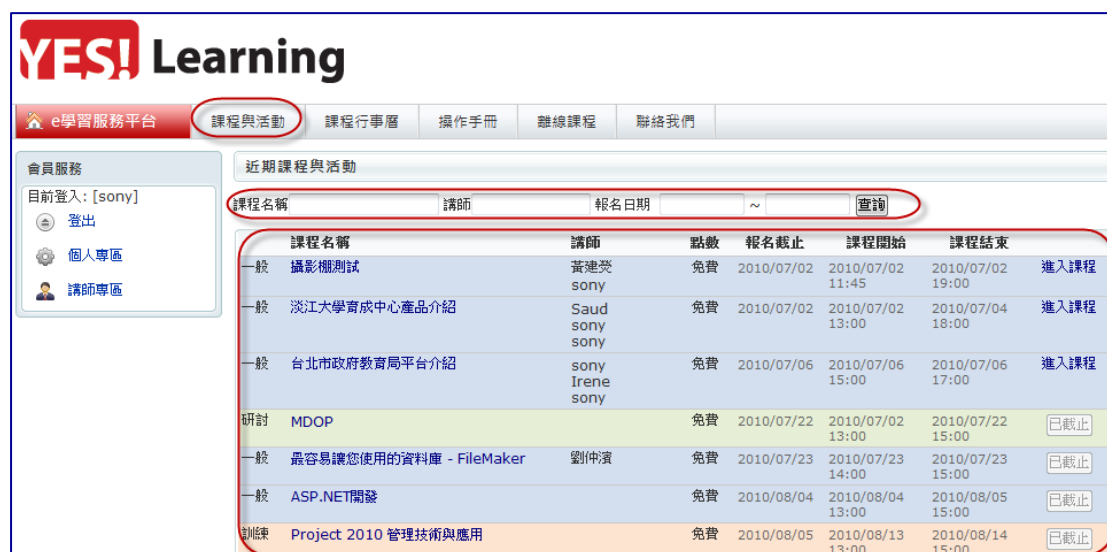 YES! Learning
e學習服務平台 課程與活動 課程行事曆 操作手冊 離線課程 聯絡我們
會員服務
目前登入: [sony]
登出
個人專區
講師專區
近期課程與活動
課程名稱 講師 報名日期 ~ 查詢
課程名稱 講師 點數 報名截止 課程開始 課程結束
一般 攝影棚測試 黃建熒 免費 2010/07/02 2010/07/02 2010/07/02 進入課程
sony 11:45 19:00
一般 淡江大學育成中心產品介紹 Saud 免費 2010/07/02 2010/07/02 2010/07/04 進入課程
sony 13:00 18:00
sony
一般 台北市政府教育局平台介紹 sony 免費 2010/07/06 2010/07/06 2010/07/06 進入課程
Irene 15:00 17:00
sony
研討 MDOP 免費 2010/07/22 2010/07/02 2010/07/22 已截止
13:00 15:00
一般 最容易讓您使用的資料庫 - FileMaker 劉仲濱 免費 2010/07/23 2010/07/23 2010/07/23 已截止
14:00 15:00
一般 ASP.NET開發 免費 2010/08/04 2010/08/04 2010/08/05 已截止
13:00 15:00
訓練 Project 2010 管理技術與應用 免費 2010/08/05 2010/08/13 2010/08/14 已截止
13:00 15:00